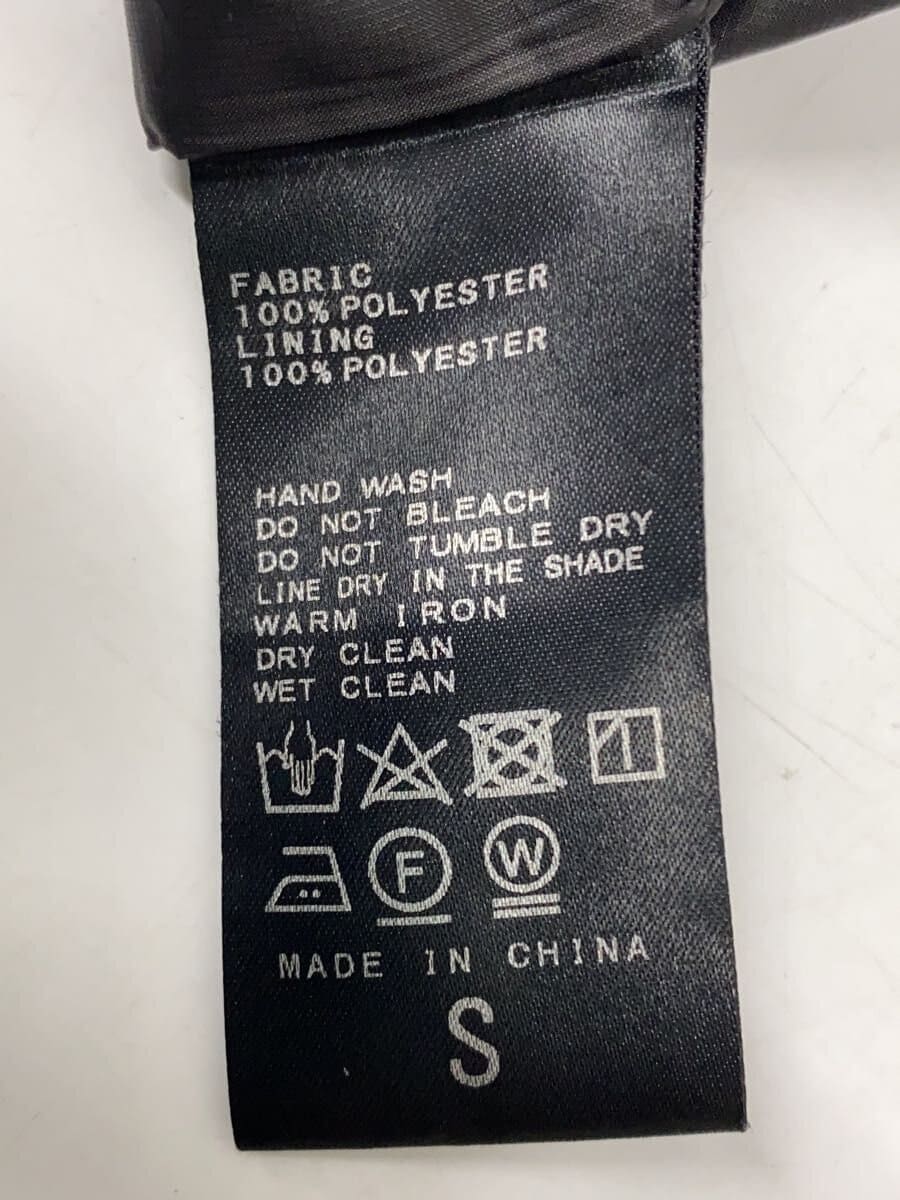 FABRIC
100% POLYESTER
LINING
100% POLYESTER
HAND WASH
DO NOT BLEACH
DO NOT TUMBLE DRY
LINE DRY IN THE SHADE
WARM IRON
DRY CLEAN
WET CLEAN
F W
MADE IN CHINA
S